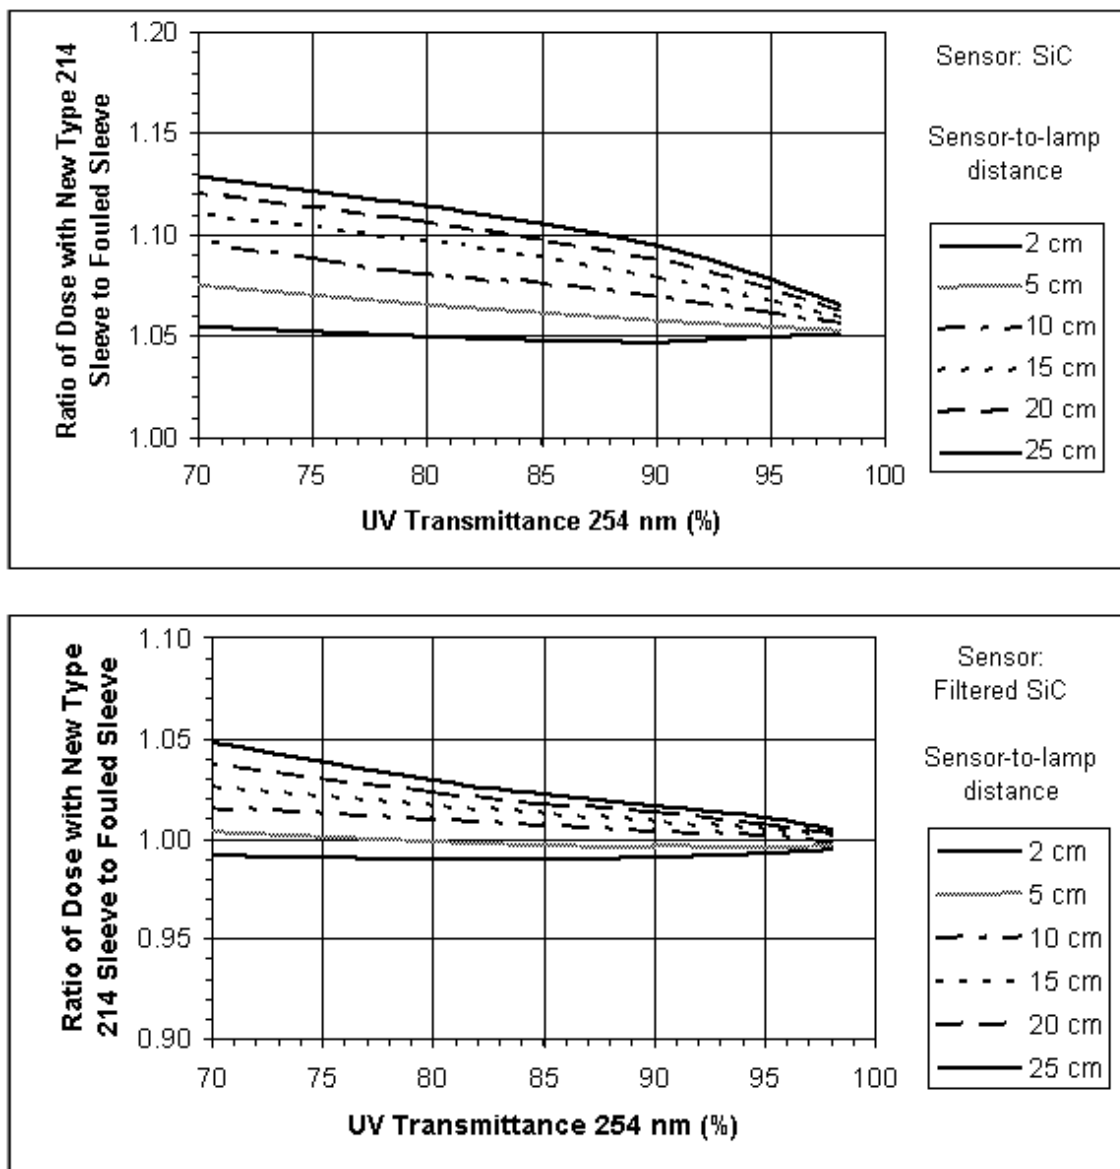 Ratio of Dose with New Type 214
Sleeve to Fouled Sleeve
1.20
1.15
1.10
1.05
1.00
70 75 80 85 90 95 100
UV Transmittance 254 nm (%)
Sensor: SiC
Sensor-to-lamp
distance
2 cm
5 cm
10 cm
15 cm
20 cm
25 cm
Ratio of Dose with New Type
214 Sleeve to Fouled Sleeve
1.10
1.05
1.00
0.95
0.90
70 75 80 85 90 95 100
UV Transmittance 254 nm (%)
Sensor:
Filtered SiC
Sensor-to-lamp
distance
2 cm
5 cm
10 cm
15 cm
20 cm
25 cm